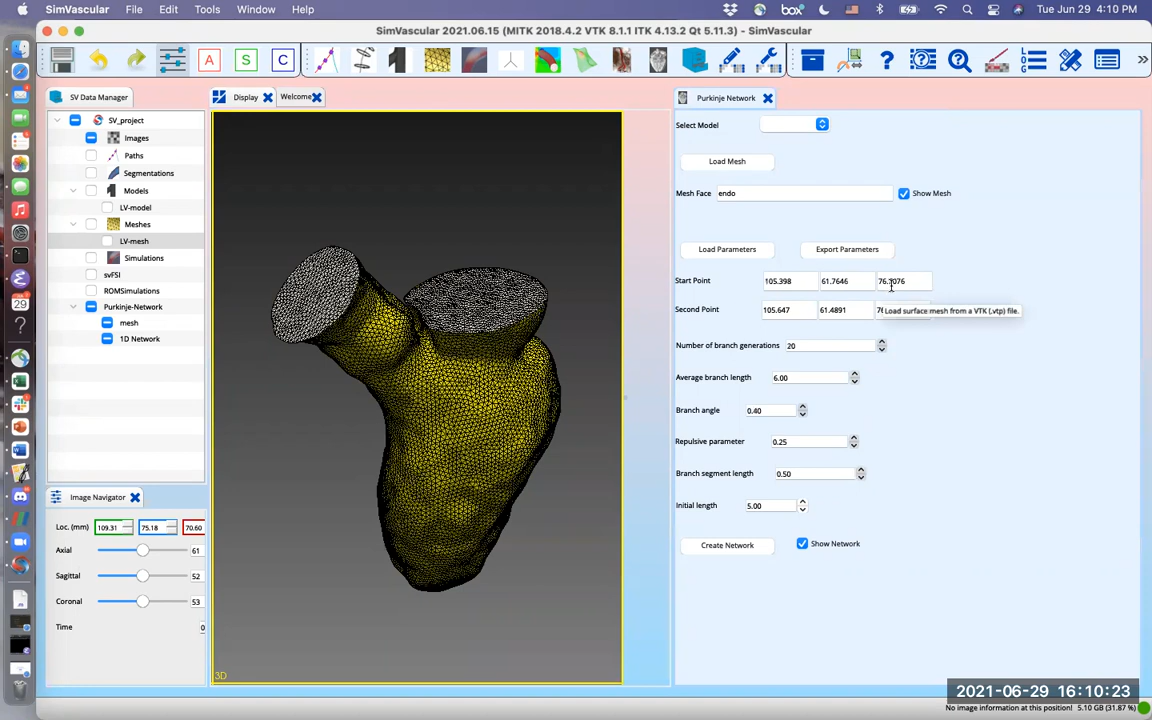 SimVascular File Edit Tools Window Help
box
Tue Jun 29 4:10 PM
SimVascular 2021.06.15 (MITK 2018.4.2 VTK 8.1.1 ITK 4.13.2 Qt 5.11.3) - SimVascular
A S C
? ?
»
SV Data Manager
Display Welcome
Purkinje Network
SV_project
Images
Paths
Segmentations
Models
LV-model
Meshes
LV-mesh
Simulations
svFSI
ROMSimulations
Purkinje-Network
mesh
1D Network
Image Navigator
Loc. (mm) 109.31 75.18 70.60
Axial 61
Sagittal 52
Coronal 53
Time 0
3D
Select Model
Load Mesh
Mesh Face endo Show Mesh
Load Parameters Export Parameters
Start Point 105.398 61.7646
Second Point 105.647 61.4891
Load surface mesh from a VTK (.vtp) file.
Number of branch generations 20
Average branch length 6.00
Branch angle 0.40
Repulsive parameter 0.25
Branch segment length 0.50
Initial length 5.00
Create Network Show Network
2021-06-29 16:10:23
No image information at this position! 5.10 GB (31.87 %)